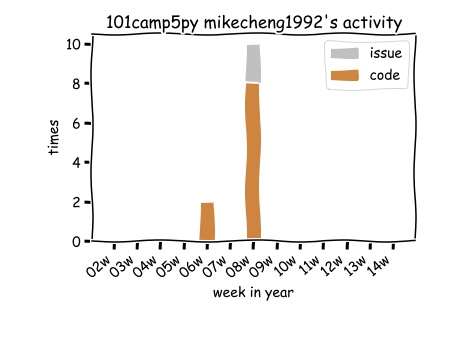 101camp5py mikecheng1992's activity
issue
code
10
8
6
4
2
0
times
02w 03w 04w 05w 06w 07w 08w 09w 10w 11w 12w 13w 14w
week in year